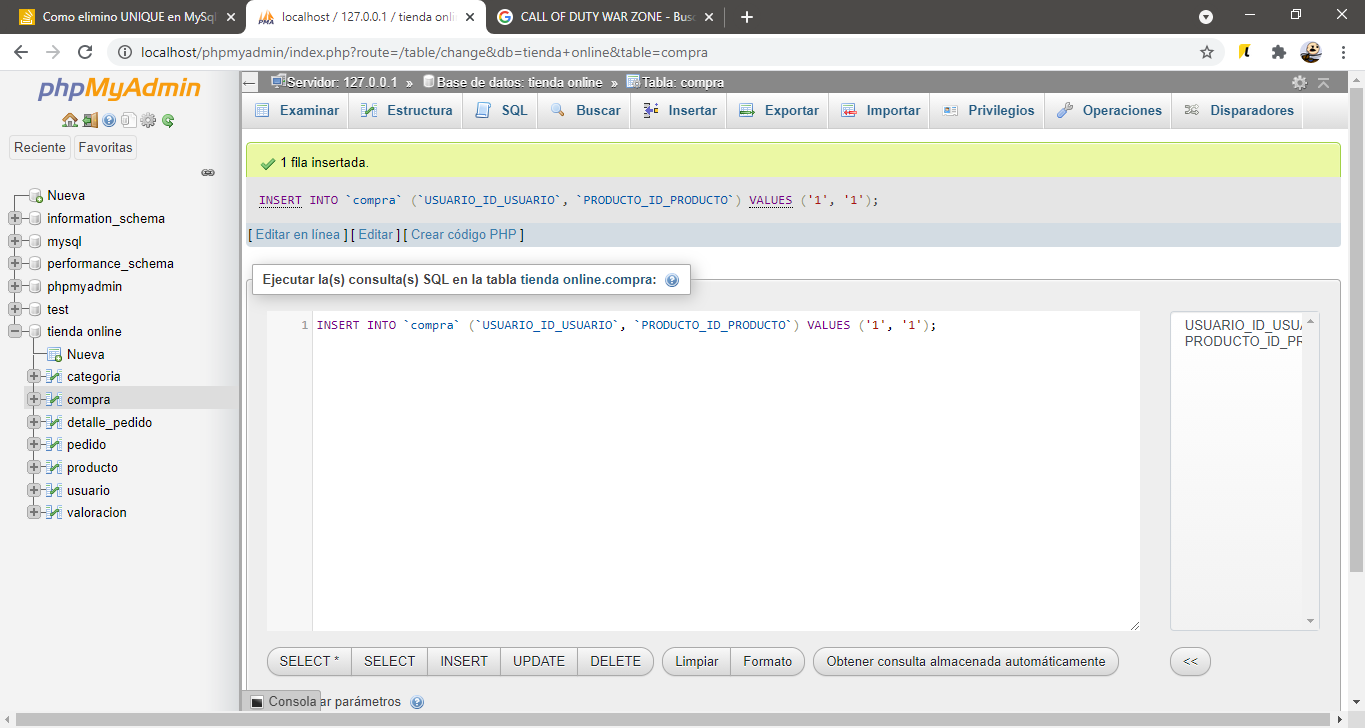 Como elimino UNIQUE en MySq
localhost / 127.0.0.1 / tienda onli
CALL OF DUTY WAR ZONE - Bus
localhost/phpmyadmin/index.php?route=/table/change&db=tienda+online&table=compra
phpMyAdmin
Reciente Favoritas
Nueva
information_schema
mysql
performance_schema
phpmyadmin
test
tienda online
Nueva
categoria
compra
detalle_pedido
pedido
producto
usuario
valoracion
Servidor: 127.0.0.1 » Base de datos: tienda online » Tabla: compra
Examinar Estructura SQL Buscar Insertar Exportar Importar Privilegios Operaciones Disparadores
1 fila insertada.
INSERT INTO `compra` (`USUARIO_ID_USUARIO`, `PRODUCTO_ID_PRODUCTO`) VALUES ('1', '1');
[ Editar en línea ] [ Editar ] [ Crear código PHP ]
Ejecutar la(s) consulta(s) SQL en la tabla tienda online.compra:
1 INSERT INTO `compra` (`USUARIO_ID_USUARIO`, `PRODUCTO_ID_PRODUCTO`) VALUES ('1', '1');
USUARIO_ID_USUA
PRODUCTO_ID_PR
SELECT * SELECT INSERT UPDATE DELETE Limpiar Formato Obtener consulta almacenada automáticamente <<
Consola ar parámetros